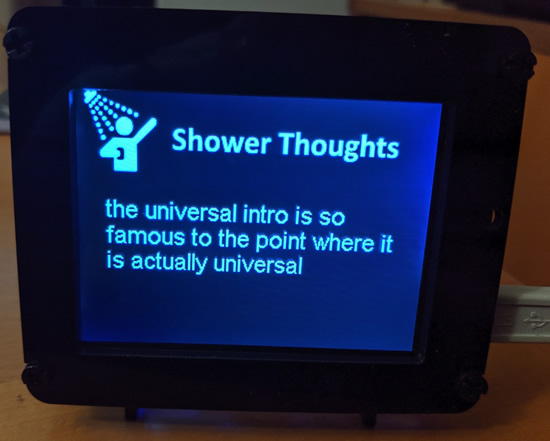 Shower Thoughts
the universal intro is so
famous to the point where it
is actually universal